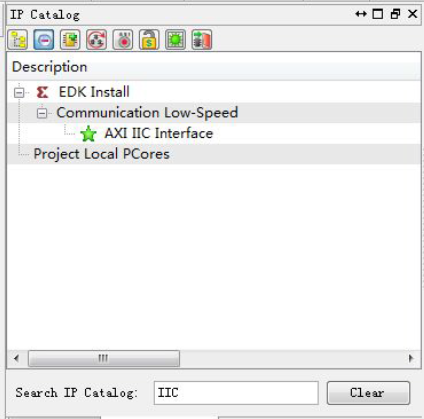 IP Catalog
Description
EDK Install
Communication Low-Speed
AXI IIC Interface
Project Local PCores
Search IP Catalog: IIC Clear